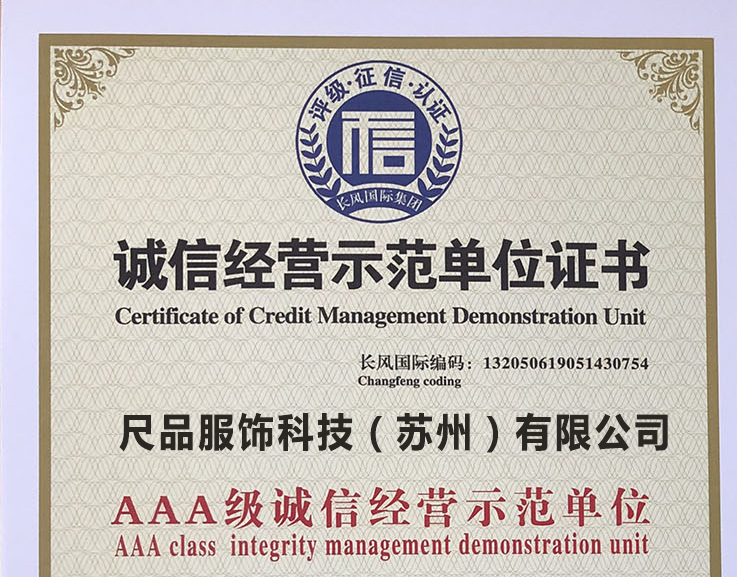 评级·征信·认证
信
长风国际集团
诚信经营示范单位证书
Certificate of Credit Management Demonstration Unit
长风国际编码：132050619051430754
Changfeng coding
尺品服饰科技（苏州）有限公司
AAA级诚信经营示范单位
AAA class integrity management demonstration unit